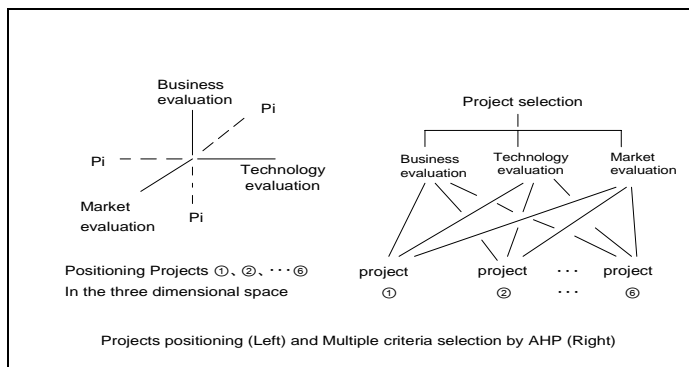 Business
evaluation
Pi
Pi
Technology
evaluation
Market
evaluation
Pi
Positioning Projects ①、②、⋯⑥
In the three dimensional space
Project selection
Business
evaluation
Technology
evaluation
Market
evaluation
project project ⋯ project
① ② ⋯ ⑥
Projects positioning (Left) and Multiple criteria selection by AHP (Right)